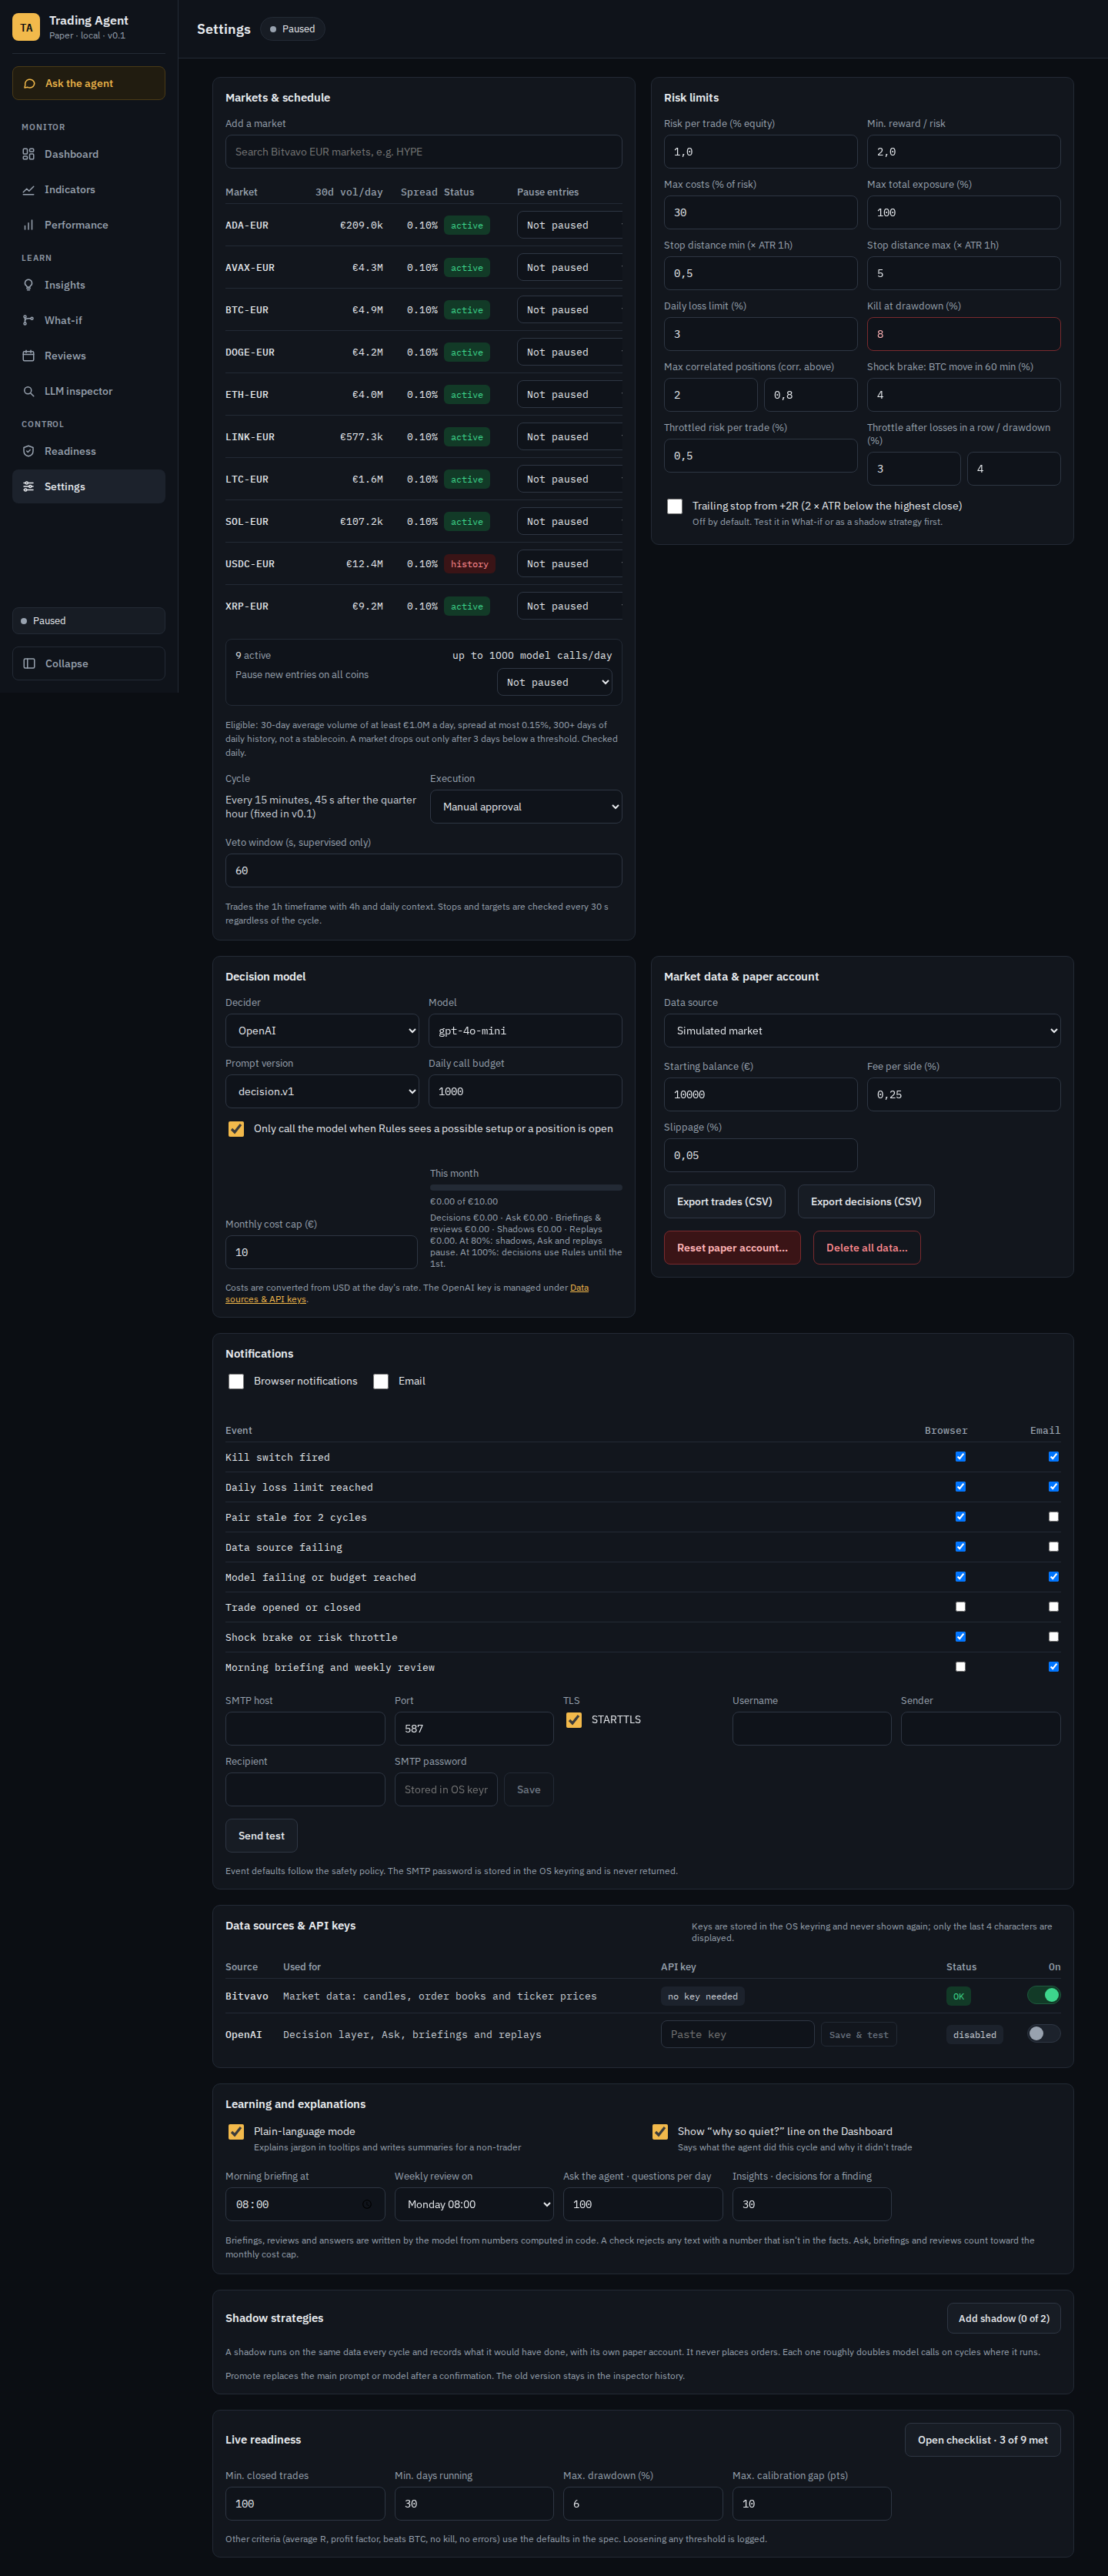 TA
Trading Agent
Paper · local · v0.1
Ask the agent
MONITOR
Dashboard
Indicators
Performance
LEARN
Insights
What-if
Reviews
LLM inspector
CONTROL
Readiness
Settings
Paused
Collapse
Settings
Paused
Markets & schedule
Add a market
Search Bitvavo EUR markets, e.g. HYPE
Market 30d vol/day Spread Status Pause entries
ADA-EUR €209.0k 0.10% active Not paused
AVAX-EUR €4.3M 0.10% active Not paused
BTC-EUR €4.9M 0.10% active Not paused
DOGE-EUR €4.2M 0.10% active Not paused
ETH-EUR €4.0M 0.10% active Not paused
LINK-EUR €577.3k 0.10% active Not paused
LTC-EUR €1.6M 0.10% active Not paused
SOL-EUR €107.2k 0.10% active Not paused
USDC-EUR €12.4M 0.10% history Not paused
XRP-EUR €9.2M 0.10% active Not paused
9 active up to 1000 model calls/day
Pause new entries on all coins Not paused
Eligible: 30-day average volume of at least €1.0M a day, spread at most 0.15%, 300+ days of
daily history, not a stablecoin. A market drops out only after 3 days below a threshold. Checked
daily.
Cycle Execution
Every 15 minutes, 45 s after the quarter
hour (fixed in v0.1)
Manual approval
Veto window (s, supervised only)
60
Trades the 1h timeframe with 4h and daily context. Stops and targets are checked every 30 s
regardless of the cycle.
Risk limits
Risk per trade (% equity) Min. reward / risk
1,0 2,0
Max costs (% of risk) Max total exposure (%)
30 100
Stop distance min (× ATR 1h) Stop distance max (× ATR 1h)
0,5 5
Daily loss limit (%) Kill at drawdown (%)
3 8
Max correlated positions (corr. above) Shock brake: BTC move in 60 min (%)
2 0,8 4
Throttled risk per trade (%) Throttle after losses in a row / drawdown
(%)
0,5 3 4
Trailing stop from +2R (2 × ATR below the highest close)
Off by default. Test it in What-if or as a shadow strategy first.
Decision model
Decider Model
OpenAI gpt-4o-mini
Prompt version Daily call budget
decision.v1 1000
Only call the model when Rules sees a possible setup or a position is open
This month
€0.00 of €10.00
Decisions €0.00 · Ask €0.00 · Briefings &
reviews €0.00 · Shadows €0.00 · Replays
€0.00. At 80%: shadows, Ask and replays
pause. At 100%: decisions use Rules until the
1st.
Monthly cost cap (€)
10
Costs are converted from USD at the day's rate. The OpenAI key is managed under Data
sources & API keys.
Market data & paper account
Data source
Simulated market
Starting balance (€) Fee per side (%)
10000 0,25
Slippage (%)
0,05
Export trades (CSV) Export decisions (CSV)
Reset paper account... Delete all data...
Notifications
Browser notifications Email
Event Browser Email
Kill switch fired
Daily loss limit reached
Pair stale for 2 cycles
Data source failing
Model failing or budget reached
Trade opened or closed
Shock brake or risk throttle
Morning briefing and weekly review
SMTP host Port TLS Username Sender
587 STARTTLS
Recipient SMTP password
Stored in OS keyr Save
Send test
Event defaults follow the safety policy. The SMTP password is stored in the OS keyring and is never returned.
Data sources & API keys
Keys are stored in the OS keyring and never shown again; only the last 4 characters are
displayed.
Source Used for API key Status On
Bitvavo Market data: candles, order books and ticker prices no key needed OK
OpenAI Decision layer, Ask, briefings and replays Paste key Save & test disabled
Learning and explanations
Plain-language mode
Explains jargon in tooltips and writes summaries for a non-trader
Show “why so quiet?” line on the Dashboard
Says what the agent did this cycle and why it didn't trade
Morning briefing at Weekly review on Ask the agent · questions per day Insights · decisions for a finding
08:00 Monday 08:00 100 30
Briefings, reviews and answers are written by the model from numbers computed in code. A check rejects any text with a number that isn't in the facts. Ask, briefings and reviews count toward the
monthly cost cap.
Shadow strategies
Add shadow (0 of 2)
A shadow runs on the same data every cycle and records what it would have done, with its own paper account. It never places orders. Each one roughly doubles model calls on cycles where it runs.
Promote replaces the main prompt or model after a confirmation. The old version stays in the inspector history.
Live readiness
Open checklist · 3 of 9 met
Min. closed trades Min. days running Max. drawdown (%) Max. calibration gap (pts)
100 30 6 10
Other criteria (average R, profit factor, beats BTC, no kill, no errors) use the defaults in the spec. Loosening any threshold is logged.